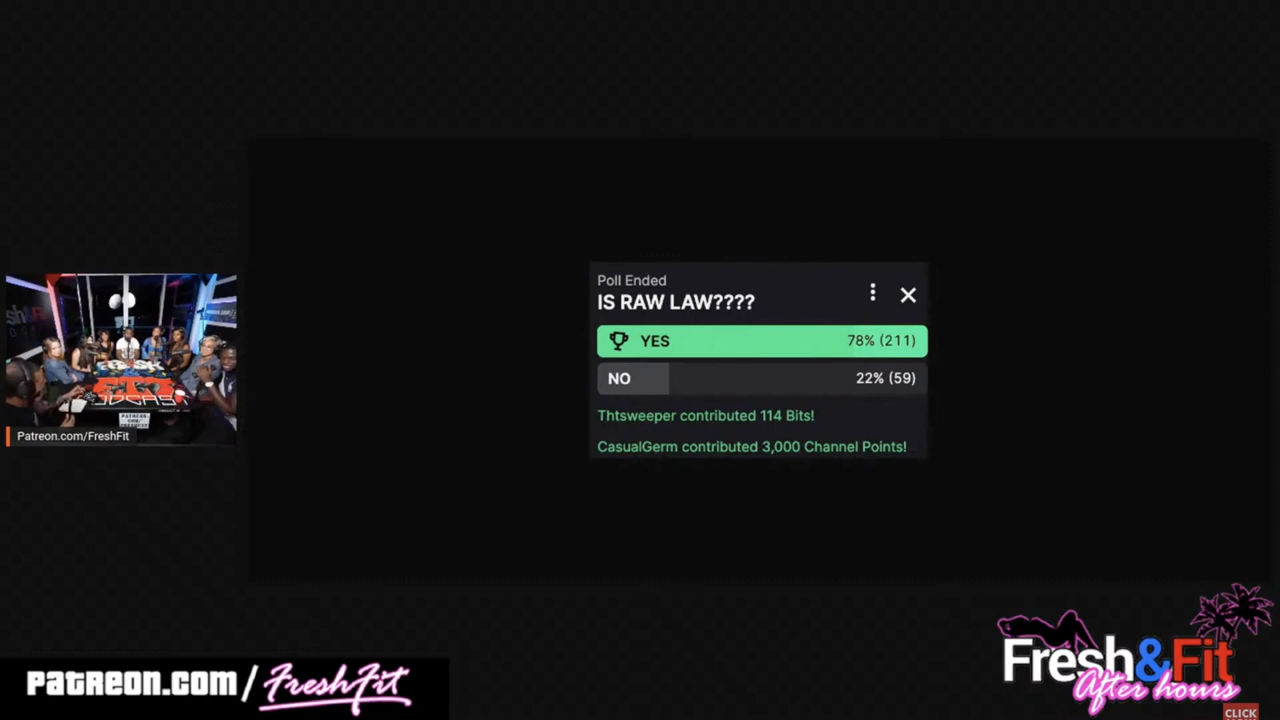 Poll Ended
IS RAW LAW????
YES 78% (211)
NO 22% (59)
Thtsweeper contributed 114 Bits!
CasualGerm contributed 3,000 Channel Points!
Patreon.com/FreshFit
PATREON.COM/FreshFit
Fresh&Fit
After hours
CLICK